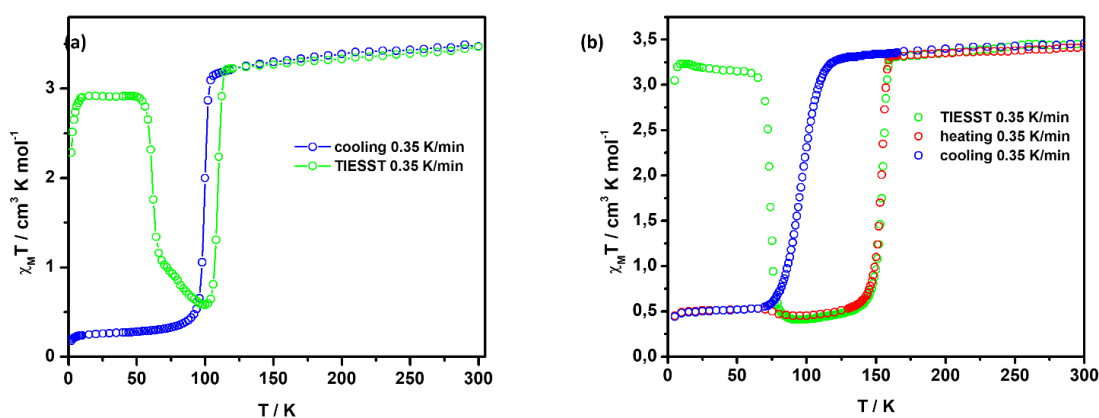 (a)
3
2
1
0
χMT / cm3 K mol-1
0 50 100 150 200 250 300
T / K
cooling 0.35 K/min
TIESST 0.35 K/min
(b)
3,5
3,0
2,5
2,0
1,5
1,0
0,5
0,0
χMT / cm3 K mol-1
0 50 100 150 200 250 300
T / K
TIESST 0.35 K/min
heating 0.35 K/min
cooling 0.35 K/min